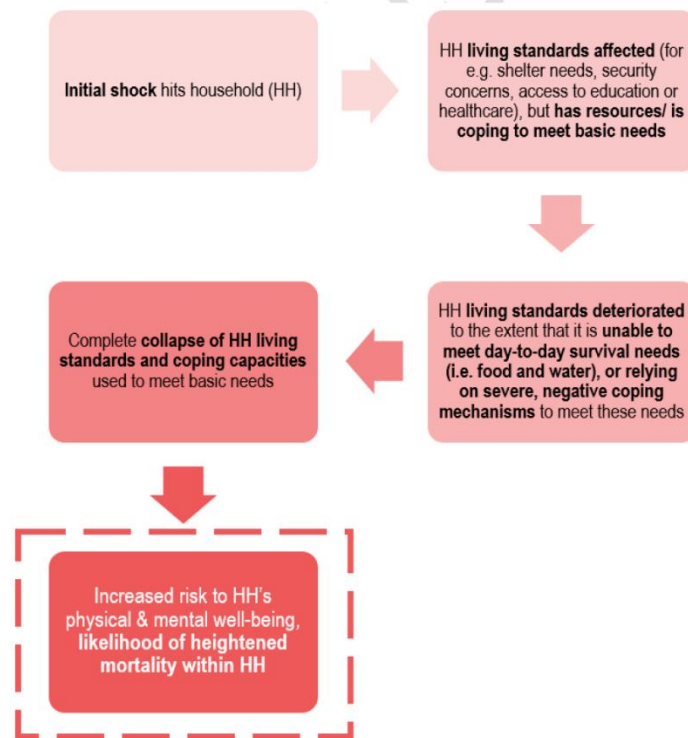 Initial shock hits household (HH)
HH living standards affected (for
e.g. shelter needs, security
concerns, access to education or
healthcare), but has resources/ is
coping to meet basic needs
HH living standards deteriorated
to the extent that it is unable to
meet day-to-day survival needs
(i.e. food and water), or relying
on severe, negative coping
mechanisms to meet these needs
Complete collapse of HH living
standards and coping capacities
used to meet basic needs
Increased risk to HH's
physical & mental well-being,
likelihood of heightened
mortality within HH